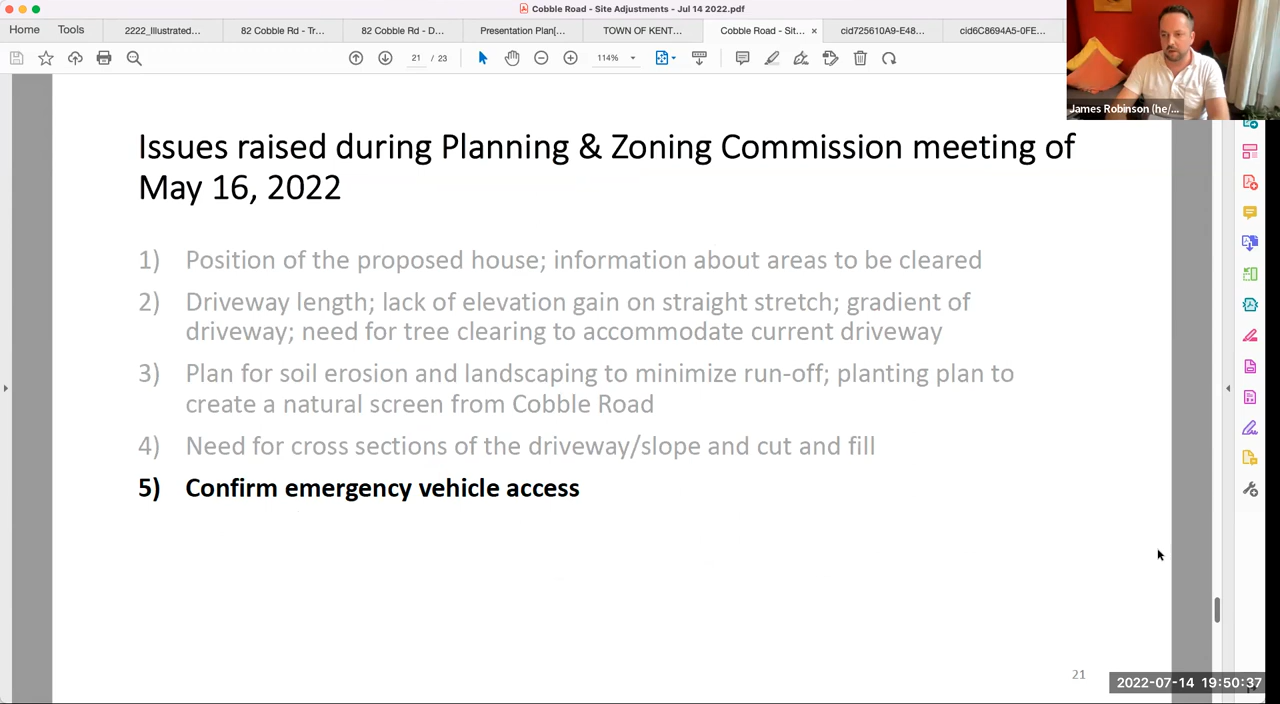 Cobble Road - Site Adjustments - Jul 14 2022.pdf
Home Tools 2222_Illustrated... 82 Cobble Rd - Tr... 82 Cobble Rd - D... Presentation Plan[... TOWN OF KENT... Cobble Road - Sit... × cid725610A9-E48... cid6C8694A5-0FE...
21 / 23 114%
James Robinson (he/...
Issues raised during Planning & Zoning Commission meeting of
May 16, 2022
1) Position of the proposed house; information about areas to be cleared
2) Driveway length; lack of elevation gain on straight stretch; gradient of
driveway; need for tree clearing to accommodate current driveway
3) Plan for soil erosion and landscaping to minimize run-off; planting plan to
create a natural screen from Cobble Road
4) Need for cross sections of the driveway/slope and cut and fill
5) Confirm emergency vehicle access
21
2022-07-14 19:50:37